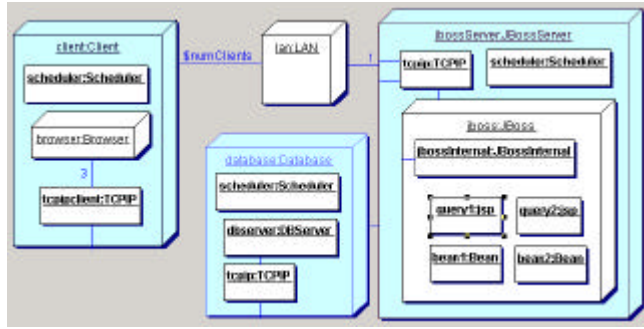 client:Client
scheduler:Scheduler
browser:Browser
3
tcpipclient:TCPIP
$numClients
lan:LAN
1
jbossServer:JBossServer
tcpip:TCPIP
scheduler:Scheduler
jboss:JBoss
jbossInternal:JBossInternal
query1:jsp
query2:jsp
bean1:Bean
bean2:Bean
database:Database
scheduler:Scheduler
dbserver:DBServer
tcpip:TCPIP